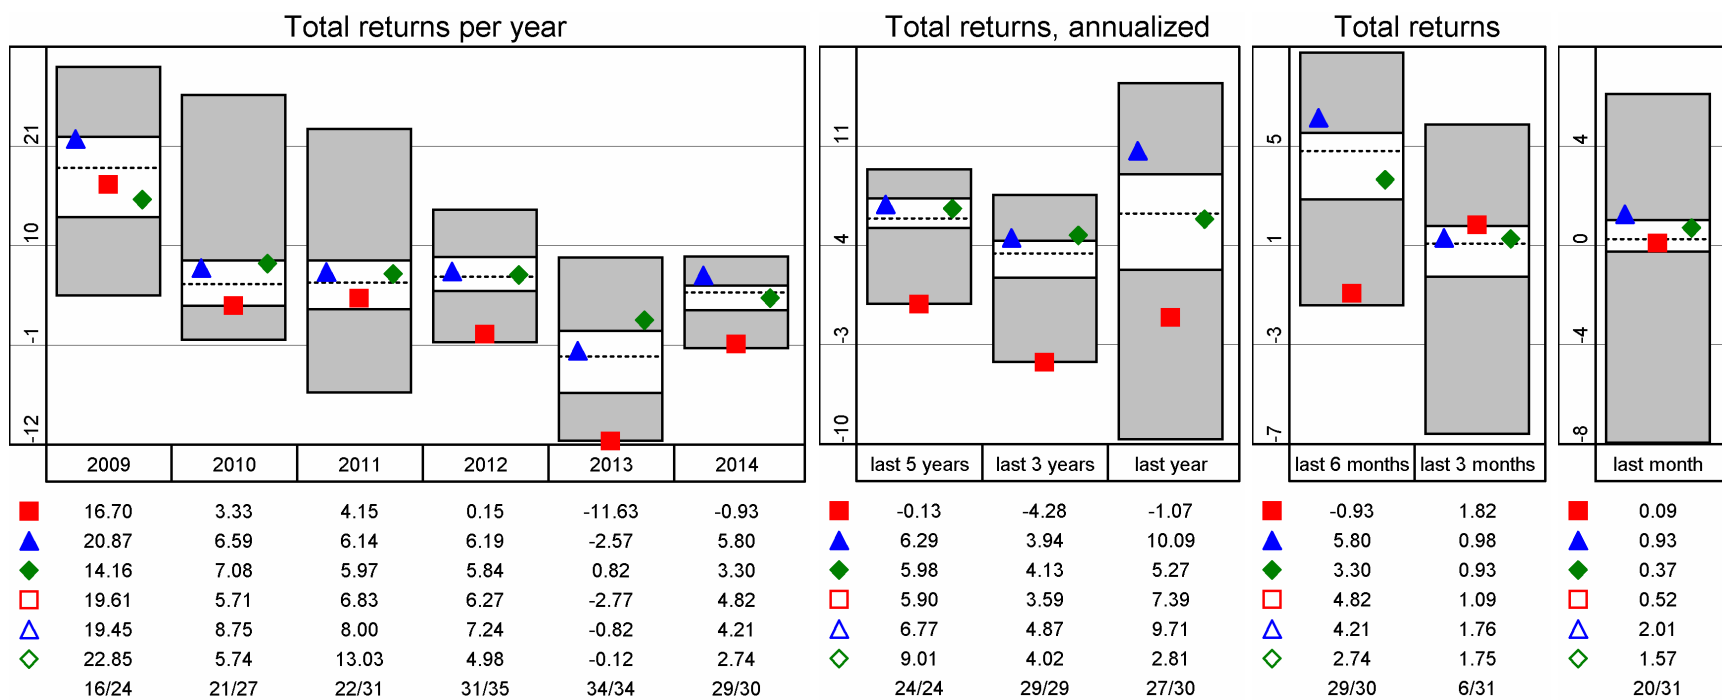 Total returns per year
Total returns, annualized
Total returns
21
10
-1
-12
11
4
-3
-10
5
1
-3
-7
4
0
-4
-8
2009 2010 2011 2012 2013 2014 last 5 years last 3 years last year last 6 months last 3 months last month
16.70 3.33 4.15 0.15 -11.63 -0.93 -0.13 -4.28 -1.07 -0.93 1.82 0.09
20.87 6.59 6.14 6.19 -2.57 5.80 6.29 3.94 10.09 5.80 0.98 0.93
14.16 7.08 5.97 5.84 0.82 3.30 5.98 4.13 5.27 3.30 0.93 0.37
19.61 5.71 6.83 6.27 -2.77 4.82 5.90 3.59 7.39 4.82 1.09 0.52
19.45 8.75 8.00 7.24 -0.82 4.21 6.77 4.87 9.71 4.21 1.76 2.01
22.85 5.74 13.03 4.98 -0.12 2.74 9.01 4.02 2.81 2.74 1.75 1.57
16/24 21/27 22/31 31/35 34/34 29/30 24/24 29/29 27/30 29/30 6/31 20/31